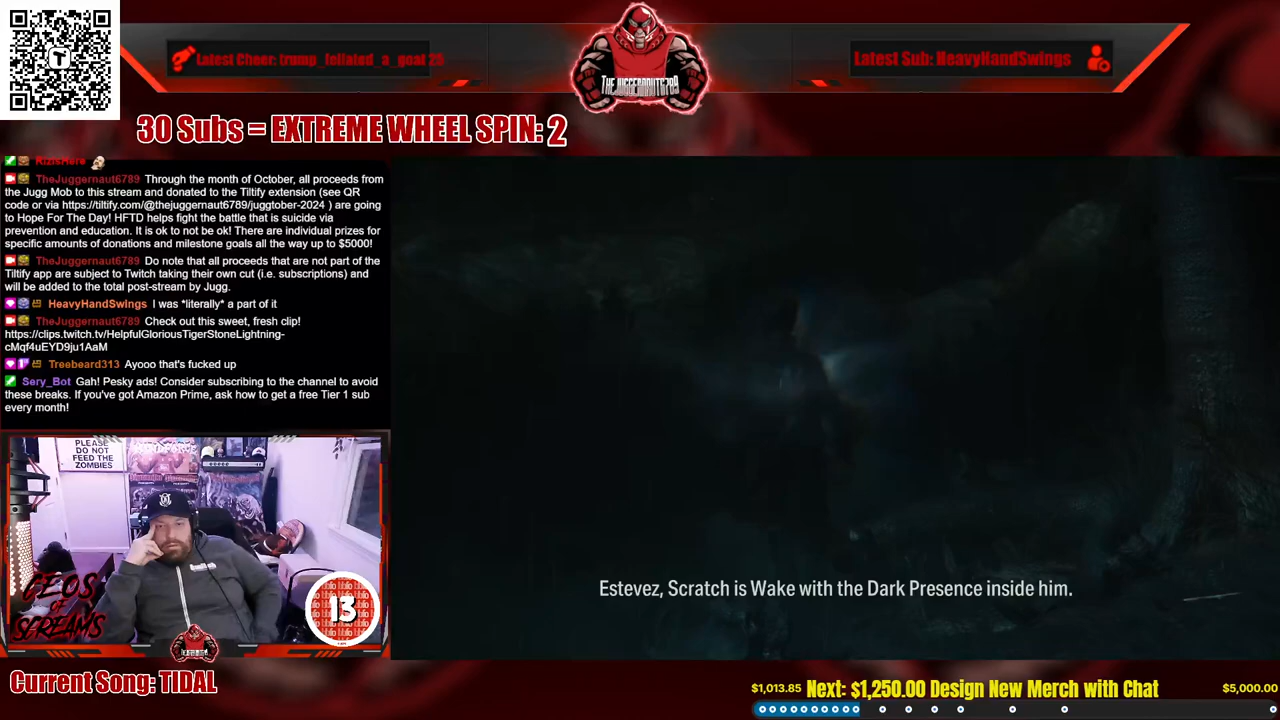 Latest Cheer: trump_fellated_a_goat 25
THEJUGGERNAUT6789
Latest Sub: HeavyHandSwings
30 Subs = EXTREME WHEEL SPIN: 2
RizisHere
TheJuggernaut6789 Through the month of October, all proceeds from
the Jugg Mob to this stream and donated to the Tiltify extension (see QR
code or via https://tiltify.com/@thejuggernaut6789/juggtober-2024 ) are going
to Hope For The Day! HFTD helps fight the battle that is suicide via
prevention and education. It is ok to not be ok! There are individual prizes for
specific amounts of donations and milestone goals all the way up to $5000!
TheJuggernaut6789 Do note that all proceeds that are not part of the
Tiltify app are subject to Twitch taking their own cut (i.e. subscriptions) and
will be added to the total post-stream by Jugg.
HeavyHandSwings I was *literally* a part of it
TheJuggernaut6789 Check out this sweet, fresh clip!
https://clips.twitch.tv/HelpfulGloriousTigerStoneLightning-
cMqf4uEYD9ju1AaM
Treebeard313 Ayooo that's fucked up
Sery_Bot Gah! Pesky ads! Consider subscribing to the channel to avoid
these breaks. If you've got Amazon Prime, ask how to get a free Tier 1 sub
every month!
PLEASE
DO NOT
FEED THE
ZOMBIES
GEOS
OF
SCREAMS
13
Estevez, Scratch is Wake with the Dark Presence inside him.
Current Song: TIDAL
$1,013.85 Next: $1,250.00 Design New Merch with Chat $5,000.00